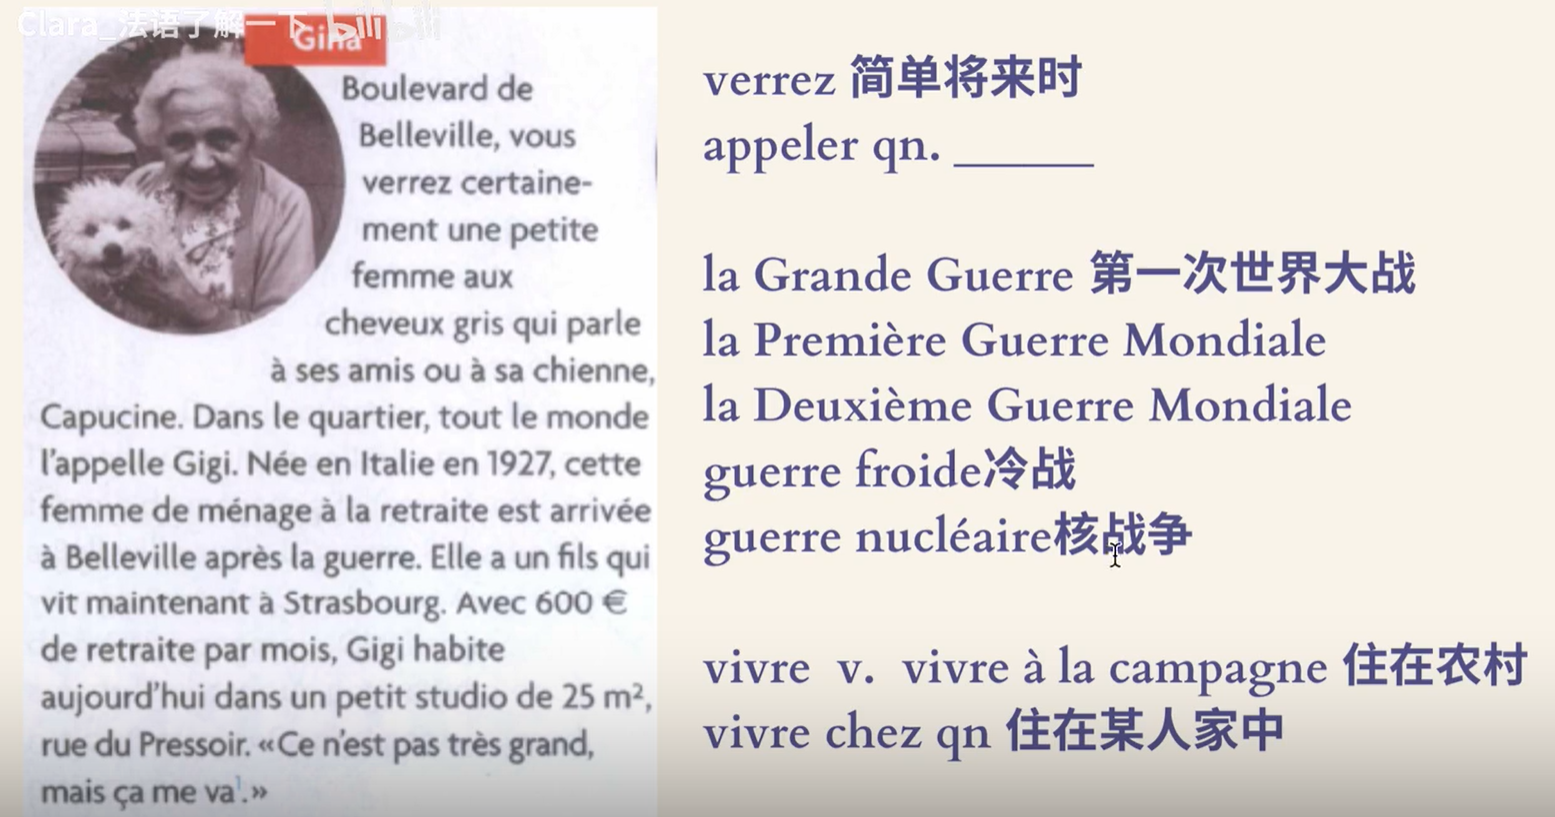 Clara_法语了解一下 bilibili
Gina
Boulevard de
Belleville, vous
verrez certaine-
ment une petite
femme aux
cheveux gris qui parle
à ses amis ou à sa chienne,
Capucine. Dans le quartier, tout le monde
l'appelle Gigi. Née en Italie en 1927, cette
femme de ménage à la retraite est arrivée
à Belleville après la guerre. Elle a un fils qui
vit maintenant à Strasbourg. Avec 600 €
de retraite par mois, Gigi habite
aujourd'hui dans un petit studio de 25 m²,
rue du Pressoir. «Ce n'est pas très grand,
mais ça me va¹.»
verrez 简单将来时
appeler qn. ______
la Grande Guerre 第一次世界大战
la Première Guerre Mondiale
la Deuxième Guerre Mondiale
guerre froide冷战
guerre nucléaire核战争
vivre v. vivre à la campagne 住在农村
vivre chez qn 住在某人家中